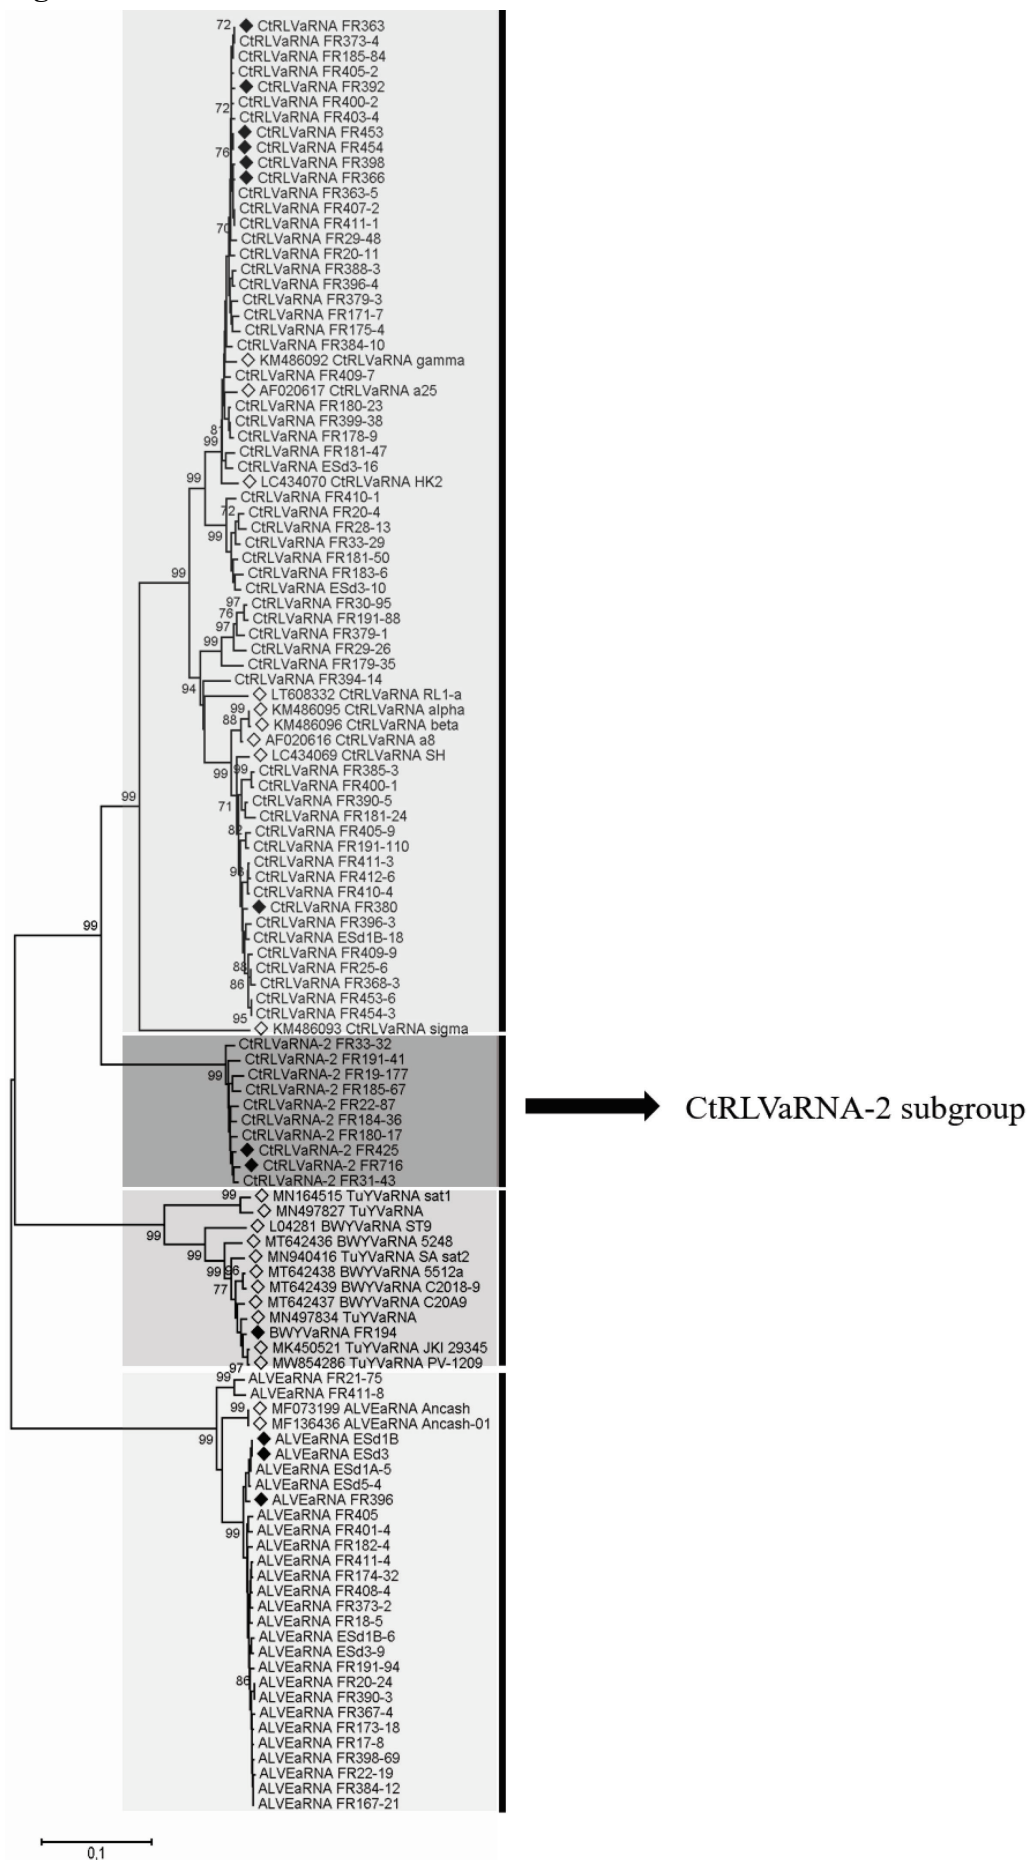 72
CtRLVaRNA FR363
CtRLVaRNA FR373-4
CtRLVaRNA FR185-84
CtRLVaRNA FR405-2
CtRLVaRNA FR392
CtRLVaRNA FR400-2
72
CtRLVaRNA FR403-4
CtRLVaRNA FR453
CtRLVaRNA FR454
76
CtRLVaRNA FR398
CtRLVaRNA FR366
CtRLVaRNA FR363-5
CtRLVaRNA FR407-2
CtRLVaRNA FR411-1
70
CtRLVaRNA FR29-48
CtRLVaRNA FR20-11
CtRLVaRNA FR388-3
CtRLVaRNA FR396-4
CtRLVaRNA FR379-3
CtRLVaRNA FR171-7
CtRLVaRNA FR175-4
CtRLVaRNA FR384-10
KM486092 CtRLVaRNA gamma
CtRLVaRNA FR409-7
AF020617 CtRLVaRNA a25
CtRLVaRNA FR180-23
CtRLVaRNA FR399-38
CtRLVaRNA FR178-9
99
CtRLVaRNA FR181-47
CtRLVaRNA ESd3-16
99
LC434070 CtRLVaRNA HK2
CtRLVaRNA FR410-1
72
CtRLVaRNA FR20-4
CtRLVaRNA FR28-13
99
CtRLVaRNA FR33-29
CtRLVaRNA FR181-50
99
CtRLVaRNA FR183-6
CtRLVaRNA ESd3-10
97
CtRLVaRNA FR30-95
76
CtRLVaRNA FR191-88
97
CtRLVaRNA FR379-1
99
CtRLVaRNA FR29-26
CtRLVaRNA FR179-35
CtRLVaRNA FR394-14
94
LT608332 CtRLVaRNA RL1-a
99
KM486095 CtRLVaRNA alpha
88
KM486096 CtRLVaRNA beta
AF020616 CtRLVaRNA a8
LC434069 CtRLVaRNA SH
99
99
CtRLVaRNA FR385-3
CtRLVaRNA FR400-1
99
CtRLVaRNA FR390-5
71
CtRLVaRNA FR181-24
82
CtRLVaRNA FR405-9
CtRLVaRNA FR191-110
CtRLVaRNA FR411-3
CtRLVaRNA FR412-6
CtRLVaRNA FR410-4
CtRLVaRNA FR380
CtRLVaRNA FR396-3
99
CtRLVaRNA ESd1B-18
CtRLVaRNA FR409-9
88
CtRLVaRNA FR25-6
86
CtRLVaRNA FR368-3
CtRLVaRNA FR453-6
95
CtRLVaRNA FR454-3
KM486093 CtRLVaRNA sigma
CtRLVaRNA-2 FR33-32
CtRLVaRNA-2 FR191-41
99
CtRLVaRNA-2 FR19-177
CtRLVaRNA-2 FR185-67
CtRLVaRNA-2 FR22-87
CtRLVaRNA-2 subgroup
CtRLVaRNA-2 FR184-36
CtRLVaRNA-2 FR180-17
CtRLVaRNA-2 FR425
CtRLVaRNA-2 FR716
CtRLVaRNA-2 FR31-43
99
MN164515 TuYVaRNA sat1
MN497827 TuYVaRNA
L04281 BWYVaRNA ST9
99
MT642436 BWYVaRNA 5248
99
MN940416 TuYVaRNA SA sat2
99
96
MT642438 BWYVaRNA 5512a
77
MT642439 BWYVaRNA C2018-9
MT642437 BWYVaRNA C20A9
MN497834 TuYVaRNA
BWYVaRNA FR194
MK450521 TuYVaRNA JKI 29345
97
MW854286 TuYVaRNA PV-1209
99
ALVEaRNA FR21-75
ALVEaRNA FR411-8
99
MF073199 ALVEaRNA Ancash
MF136436 ALVEaRNA Ancash-01
99
ALVEaRNA ESd1B
ALVEaRNA ESd3
ALVEaRNA ESd1A-5
ALVEaRNA ESd5-4
ALVEaRNA FR396
ALVEaRNA FR405
99
ALVEaRNA FR401-4
ALVEaRNA FR182-4
ALVEaRNA FR411-4
ALVEaRNA FR174-32
ALVEaRNA FR408-4
ALVEaRNA FR373-2
ALVEaRNA FR18-5
ALVEaRNA ESd1B-6
ALVEaRNA ESd3-9
ALVEaRNA FR191-94
86
ALVEaRNA FR20-24
ALVEaRNA FR390-3
ALVEaRNA FR367-4
ALVEaRNA FR173-18
ALVEaRNA FR17-8
ALVEaRNA FR398-69
ALVEaRNA FR22-19
ALVEaRNA FR384-12
ALVEaRNA FR167-21
0,1